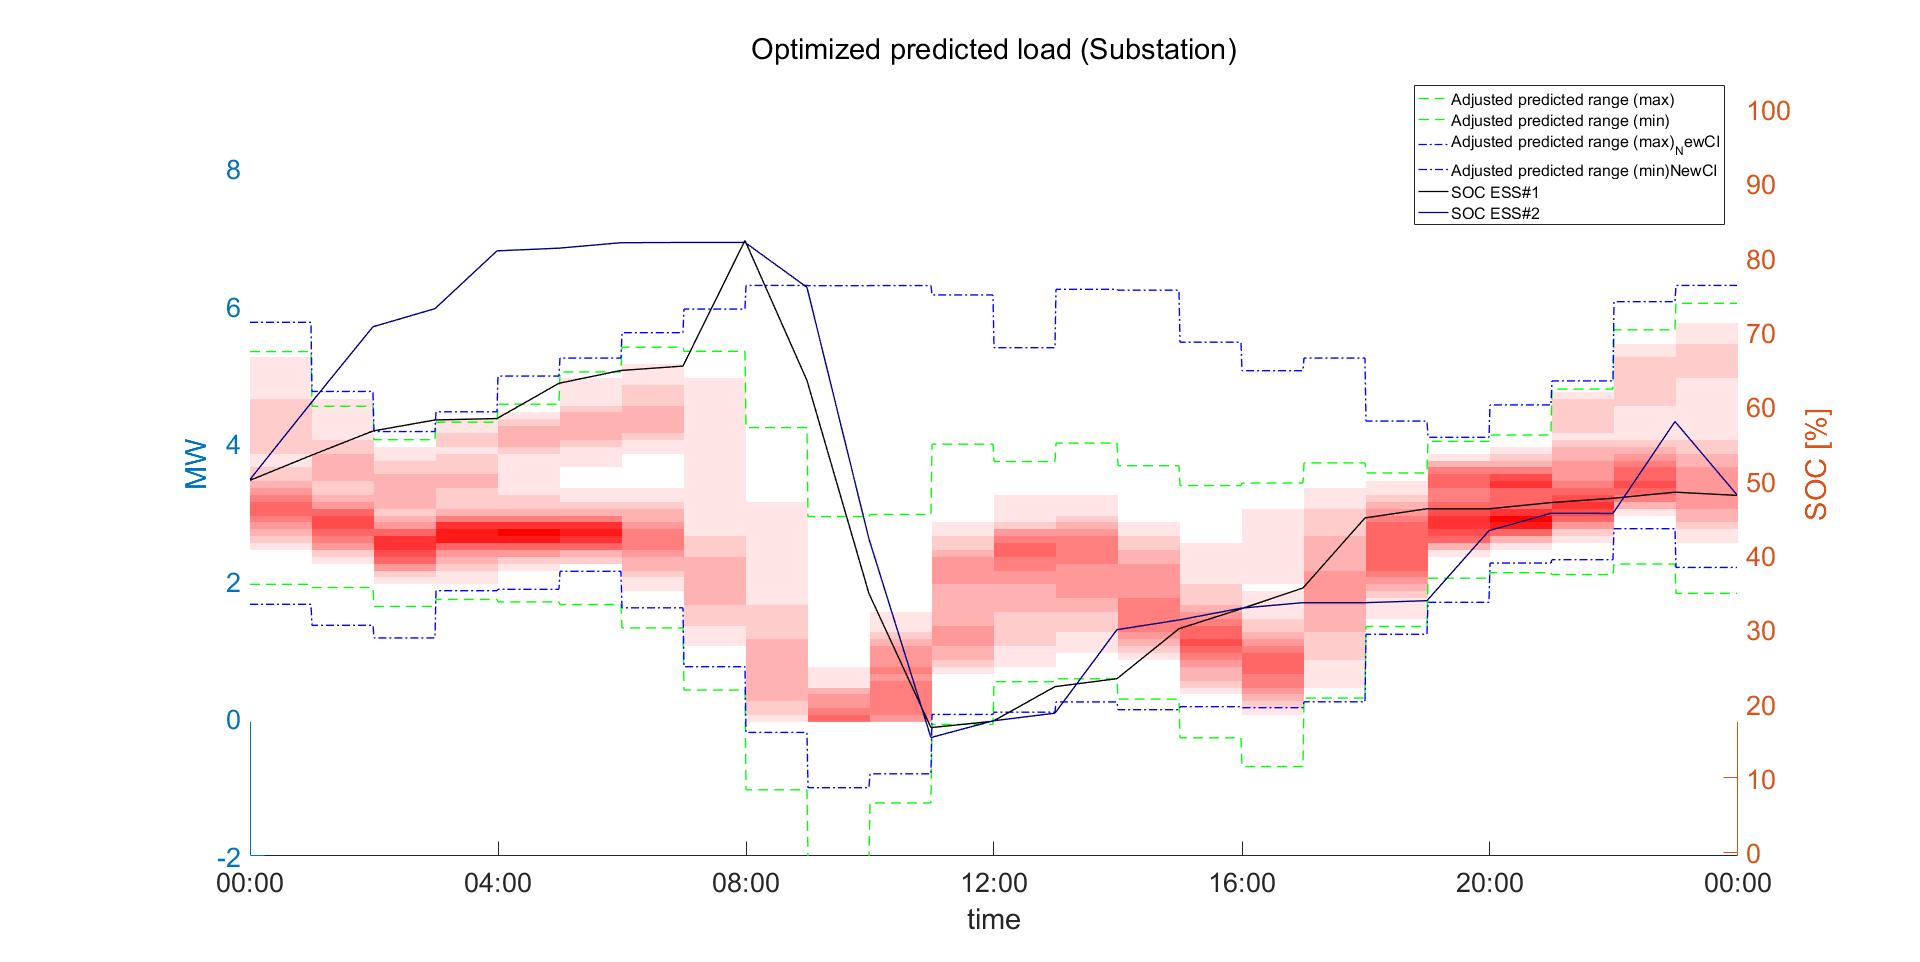 Optimized predicted load (Substation)
Adjusted predicted range (max)
Adjusted predicted range (min)
Adjusted predicted range (max)NewCI
Adjusted predicted range (min)NewCI
SOC ESS#1
SOC ESS#2
8
6
4
2
0
-2
MW
100
90
80
70
60
50
40
30
20
10
0
SOC [%]
00:00 04:00 08:00 12:00 16:00 20:00 00:00
time